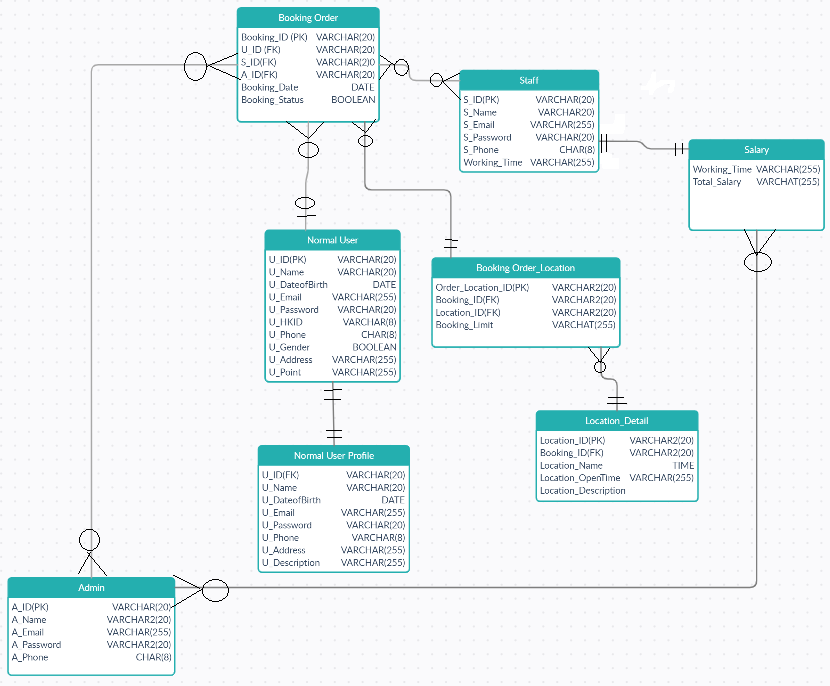 Booking Order
Booking_ID (PK) VARCHAR(20)
U_ID (FK) VARCHAR(20)
S_ID(FK) VARCHAR(2)0
A_ID(FK) VARCHAR(20)
Booking_Date DATE
Booking_Status BOOLEAN
Staff
S_ID(PK) VARCHAR(20)
S_Name VARCHAR20)
S_Email VARCHAR(255)
S_Password VARCHAR(20)
S_Phone CHAR(8)
Working_Time VARCHAR(255)
Salary
Working_Time VARCHAR(255)
Total_Salary VARCHAT(255)
Normal User
U_ID(PK) VARCHAR(20)
U_Name VARCHAR(20)
U_DateofBirth DATE
U_Email VARCHAR(255)
U_Password VARCHAR(20)
U_HKID VARCHAR(8)
U_Phone CHAR(8)
U_Gender BOOLEAN
U_Address VARCHAR(255)
U_Point VARCHAR(255)
Booking Order_Location
Order_Location_ID(PK) VARCHAR2(20)
Booking_ID(FK) VARCHAR2(20)
Location_ID(FK) VARCHAR2(20)
Booking_Limit VARCHAT(255)
Location_Detail
Location_ID(PK) VARCHAR2(20)
Booking_ID(FK) VARCHAR2(20)
Location_Name TIME
Location_OpenTime VARCHAR(255)
Location_Description
Normal User Profile
U_ID(FK) VARCHAR(20)
U_Name VARCHAR(20)
U_DateofBirth DATE
U_Email VARCHAR(255)
U_Password VARCHAR(20)
U_Phone VARCHAR(8)
U_Address VARCHAR(255)
U_Description VARCHAR(255)
Admin
A_ID(PK) VARCHAR(20)
A_Name VARCHAR2(20)
A_Email VARCHAR(255)
A_Password VARCHAR2(20)
A_Phone CHAR(8)